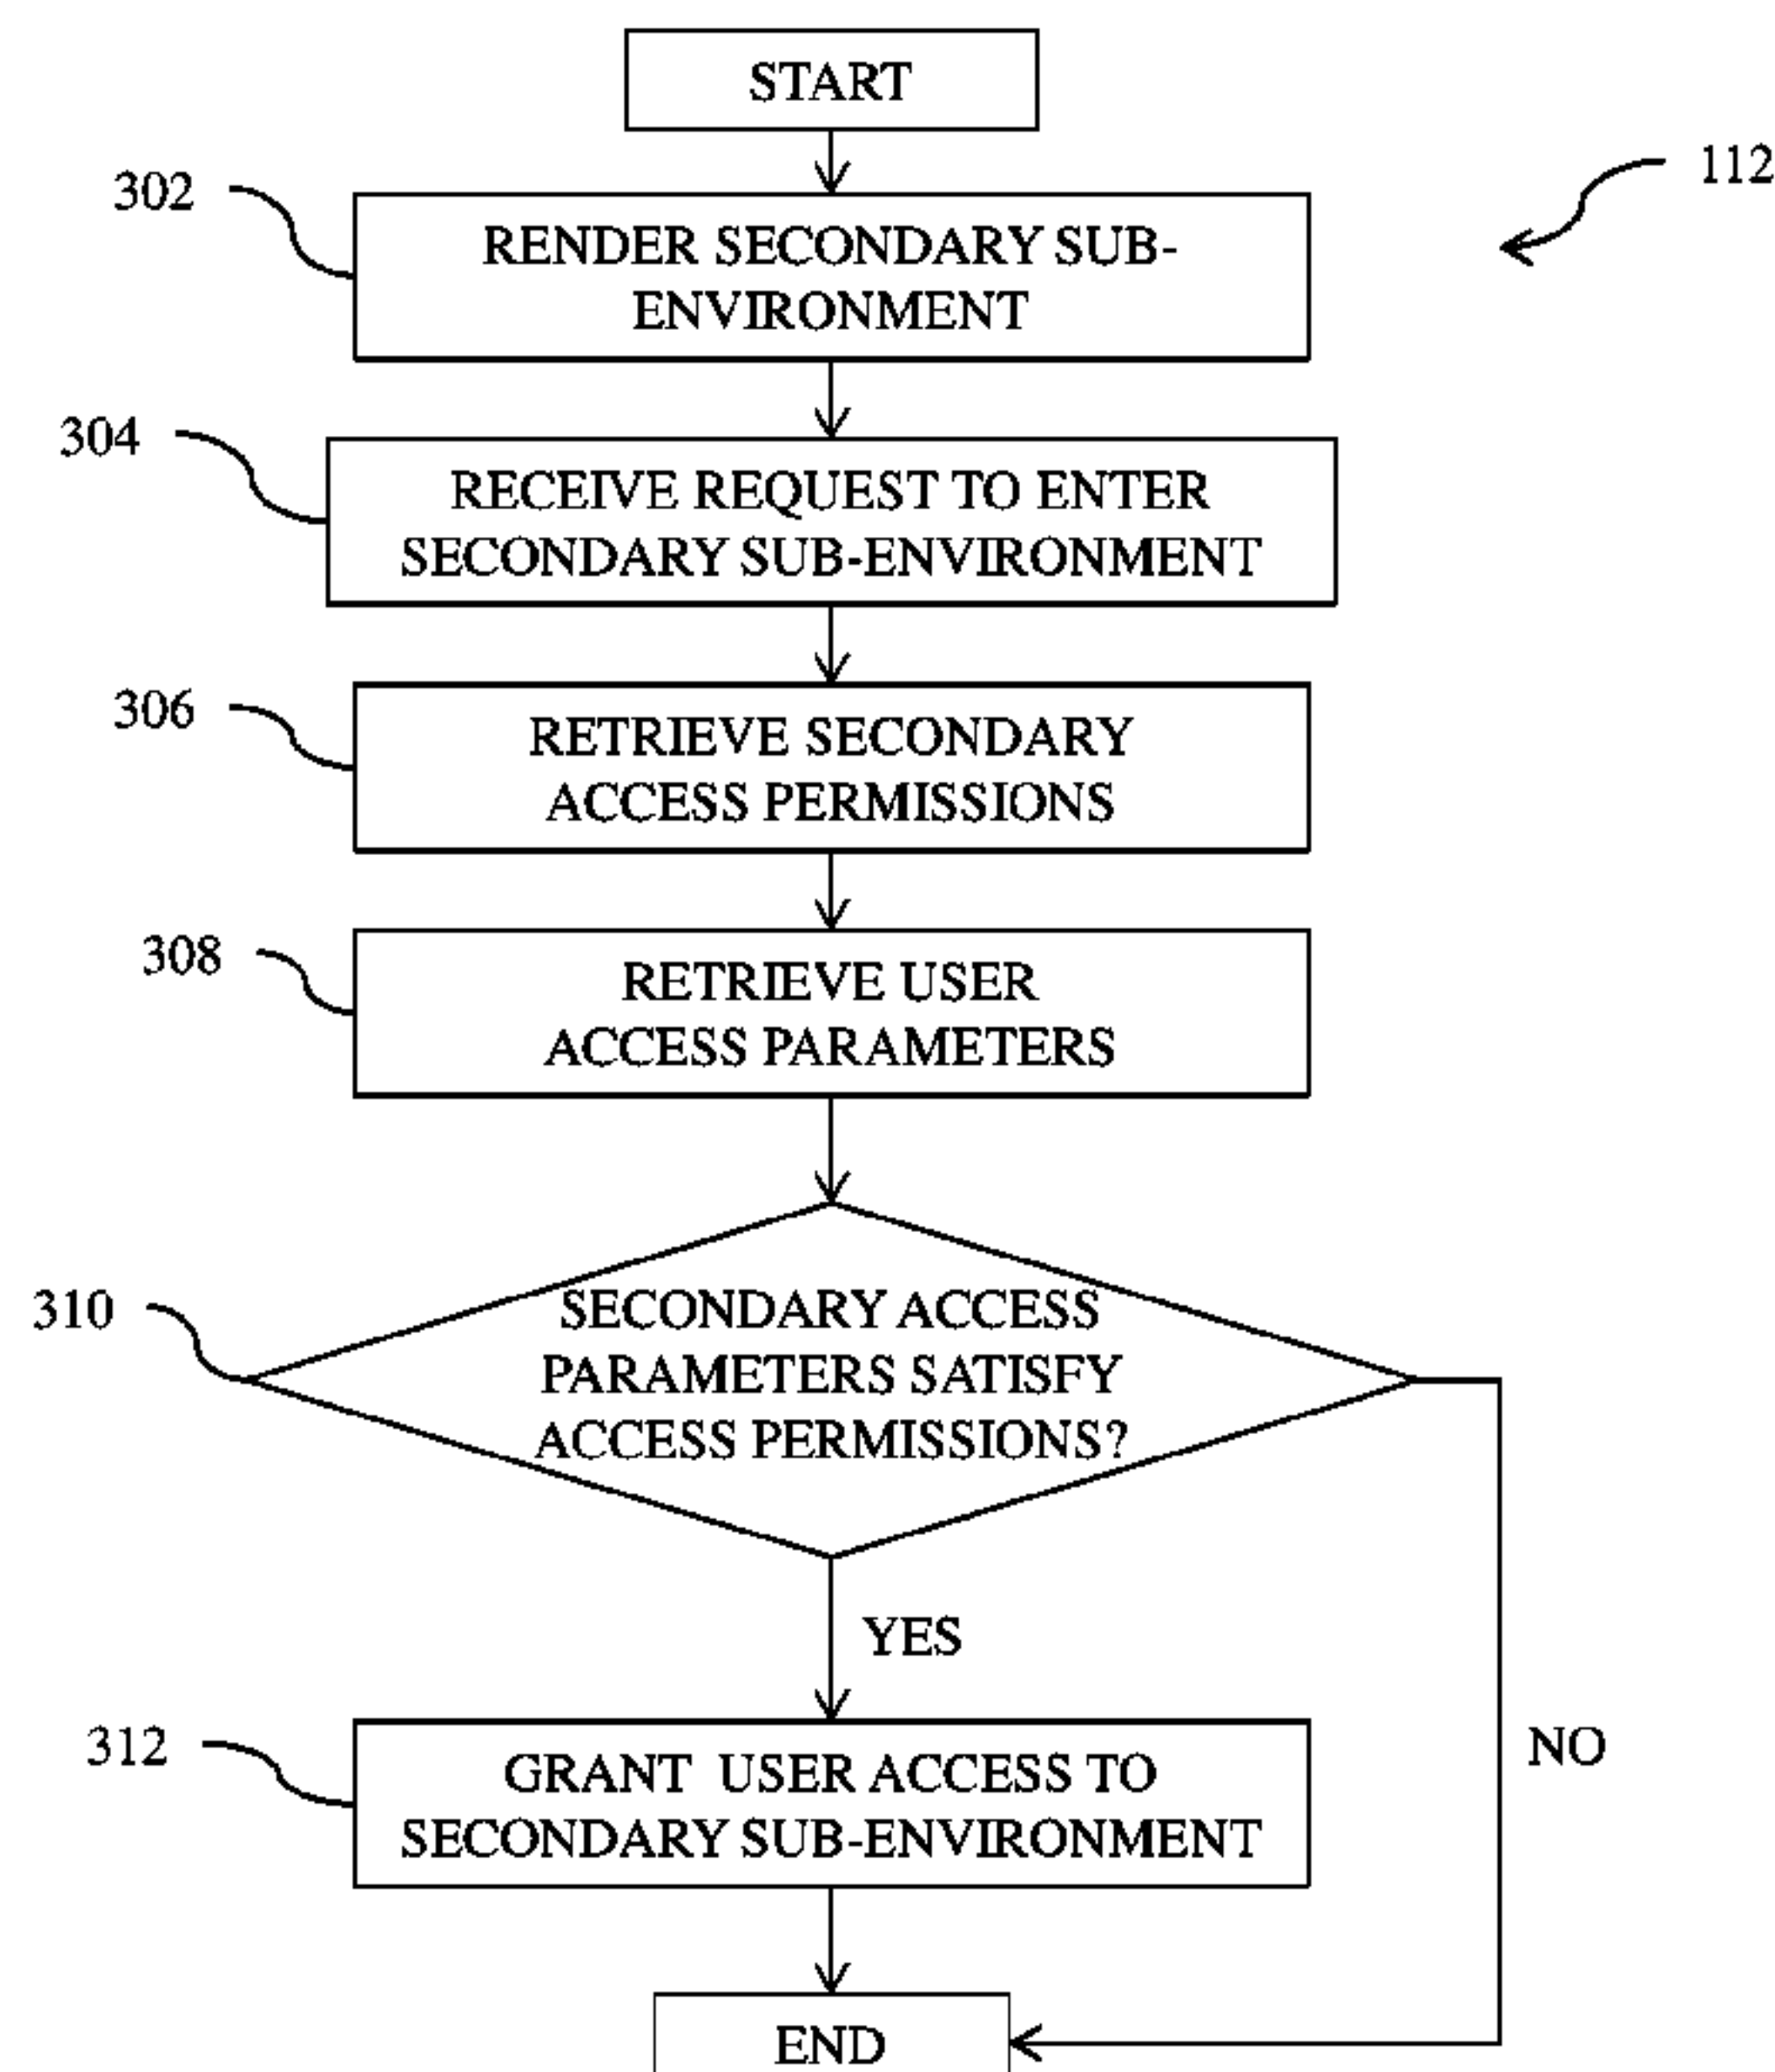 START
112
302
RENDER SECONDARY SUB-
ENVIRONMENT
304
RECEIVE REQUEST TO ENTER
SECONDARY SUB-ENVIRONMENT
306
RETRIEVE SECONDARY
ACCESS PERMISSIONS
308
RETRIEVE USER
ACCESS PARAMETERS
310
SECONDARY ACCESS
PARAMETERS SATISFY
ACCESS PERMISSIONS?
YES
NO
312
GRANT USER ACCESS TO
SECONDARY SUB-ENVIRONMENT
END